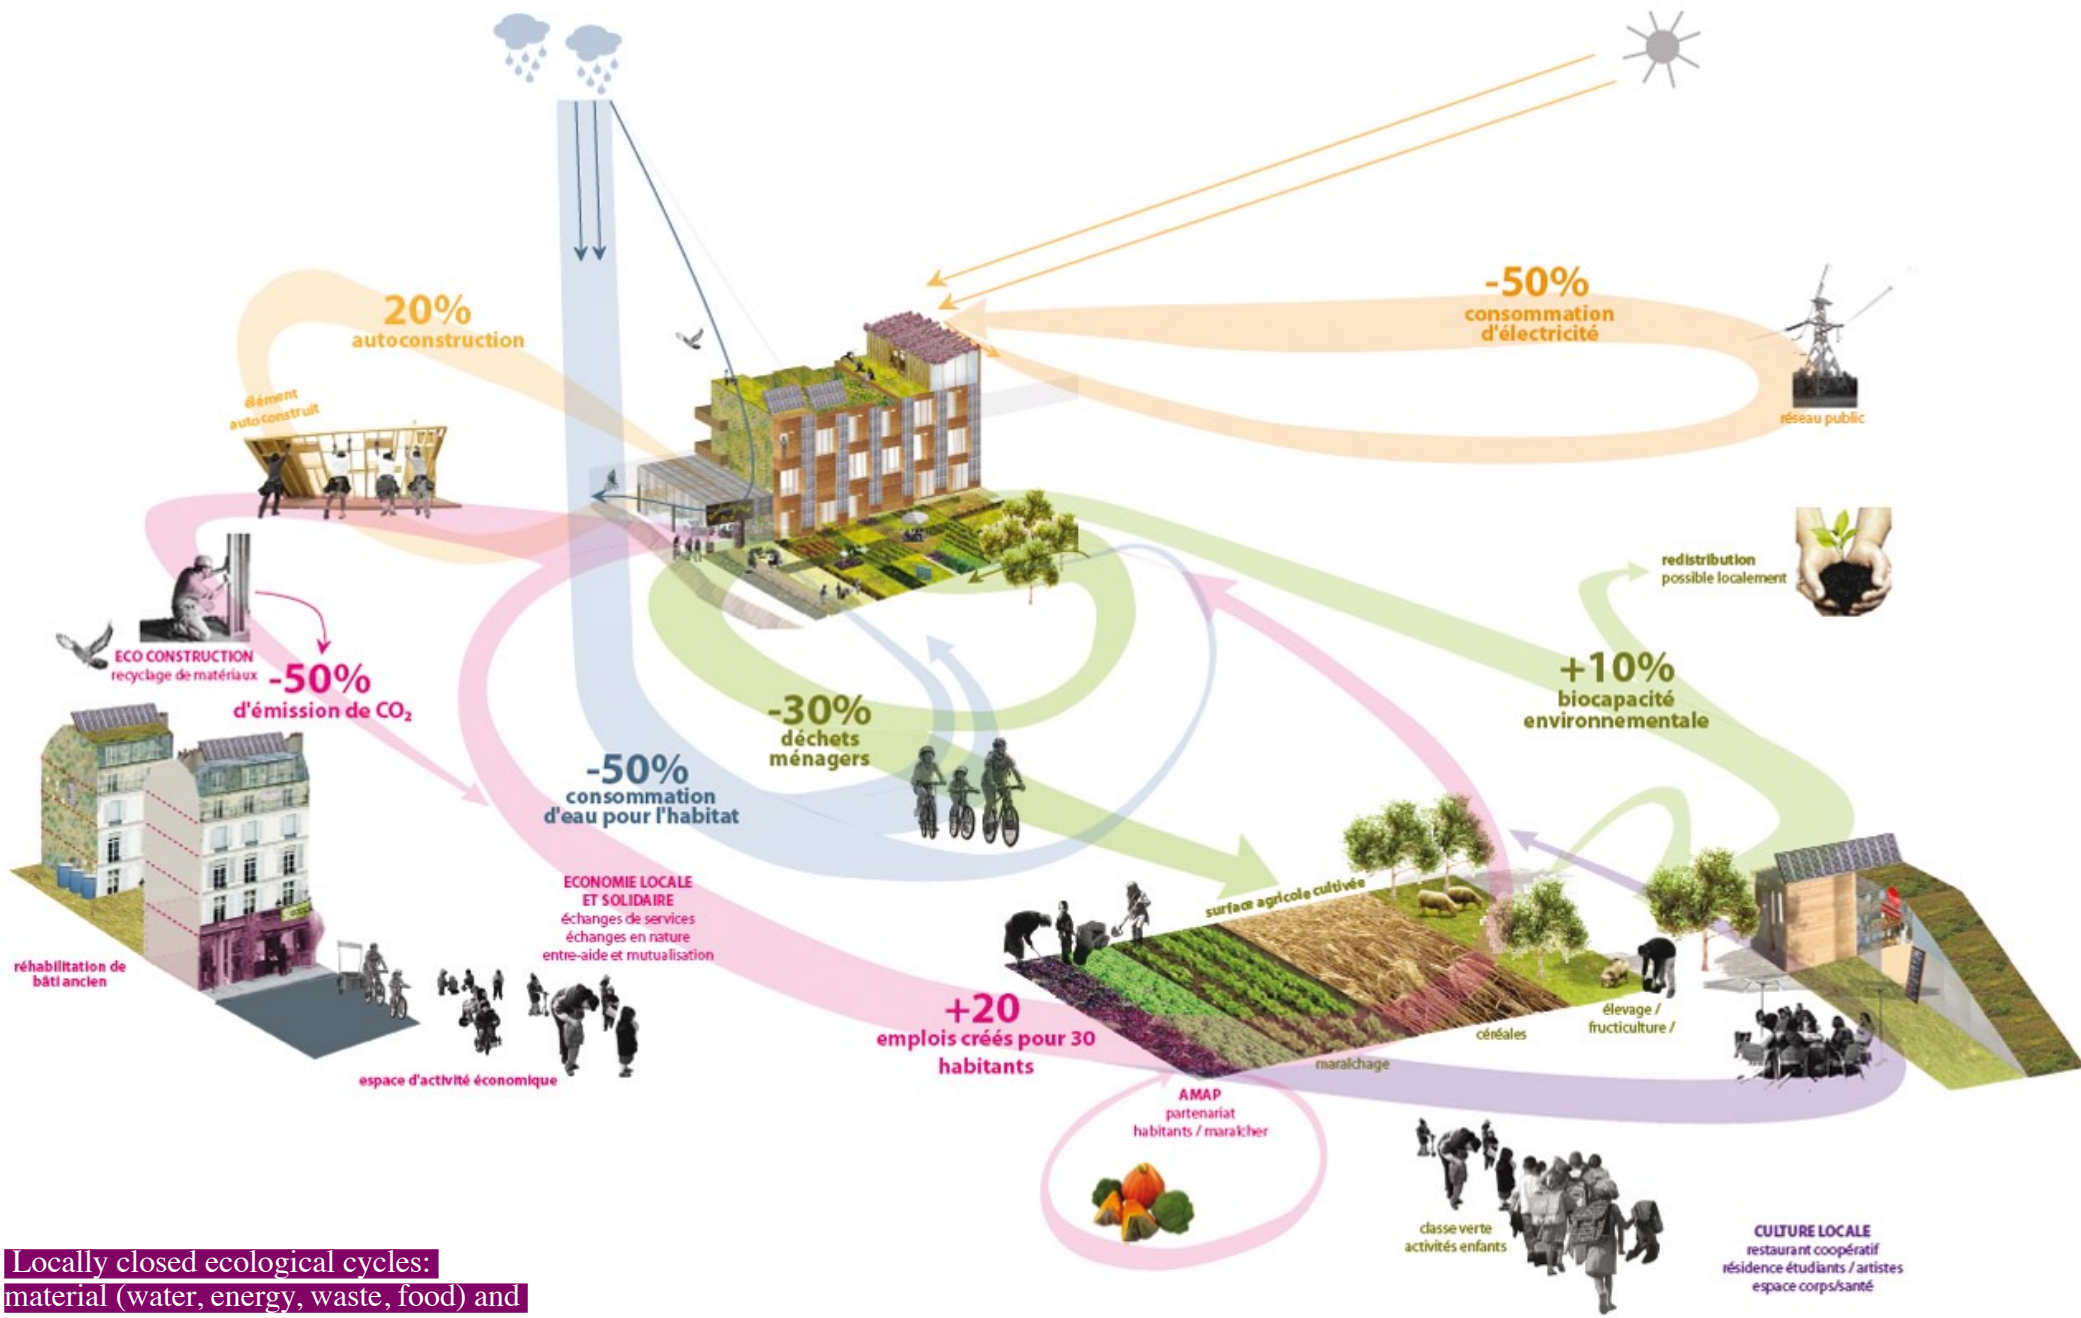 20%
autoconstruction
-50%
consommation
d'électricité
élément
autoconstruit
réseau public
redistribution
possible localement
ECO CONSTRUCTION
recyclage de matériaux
-50%
d'émission de CO₂
+10%
biocapacité
environnementale
-30%
déchets
ménagers
-50%
consommation
d'eau pour l'habitat
ECONOMIE LOCALE
ET SOLIDAIRE
échanges de services
échanges en nature
entre-aide et mutualisation
surface agricole cultivée
réhabilitation de
bâti ancien
+20
emplois créés pour 30
habitants
élevage /
fructiculture /
céréales
maraîchage
espace d'activité économique
AMAP
partenariat
habitants / maraîcher
classe verte
activités enfants
CULTURE LOCALE
restaurant coopératif
résidence étudiants / artistes
espace corps/santé
Locally closed ecological cycles:
material (water, energy, waste, food) and